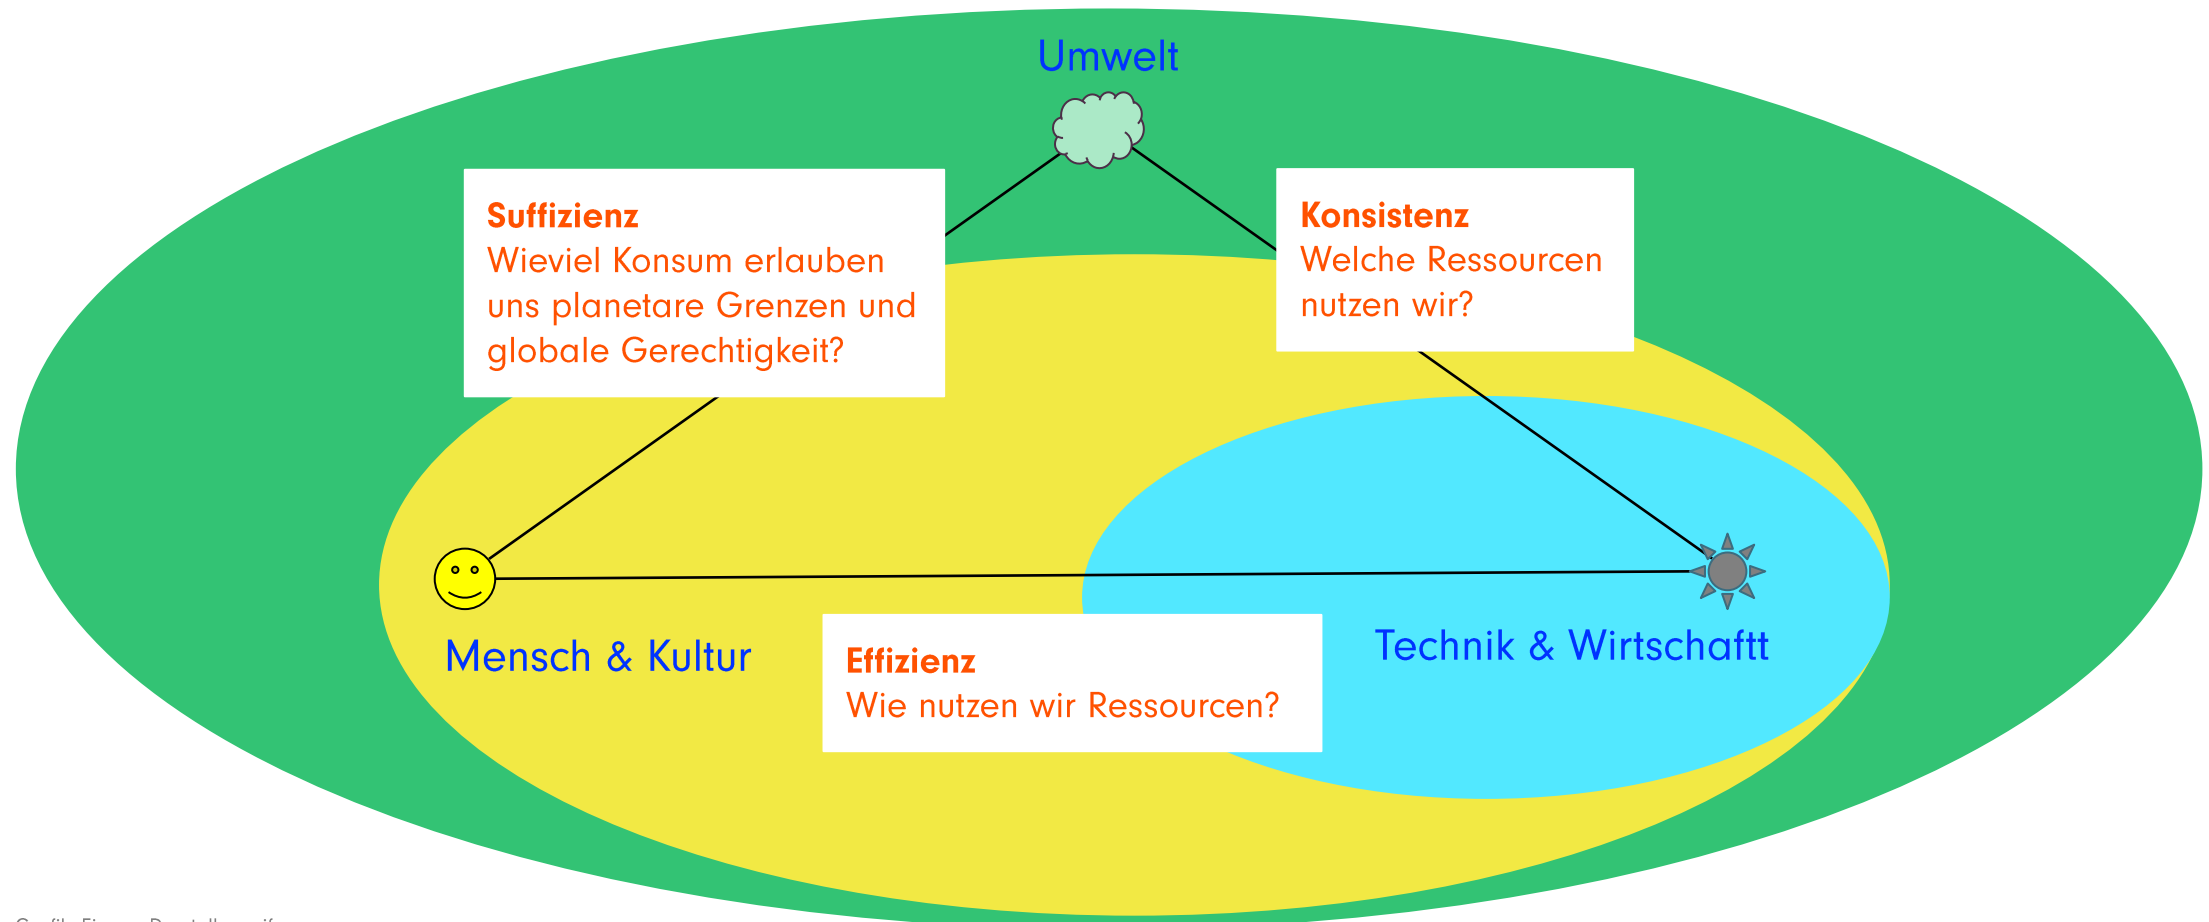 Umwelt
Suffizienz
Wieviel Konsum erlauben
uns planetare Grenzen und
globale Gerechtigkeit?
Konsistenz
Welche Ressourcen
nutzen wir?
Mensch & Kultur
Technik & Wirtschaftt
Effizienz
Wie nutzen wir Ressourcen?